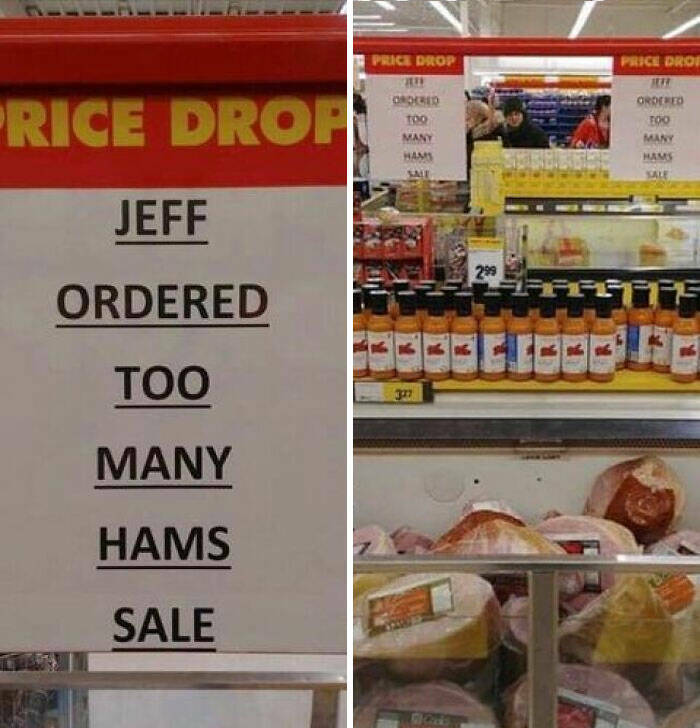 PRICE DROP
JEFF
ORDERED
TOO
MANY
HAMS
SALE
PRICE DROP
JEFF
ORDERED
TOO
MANY
HAMS
SALE
PRICE DROP
JEFF
ORDERED
TOO
MANY
HAMS
SALE
2.99
3.27
Cook's